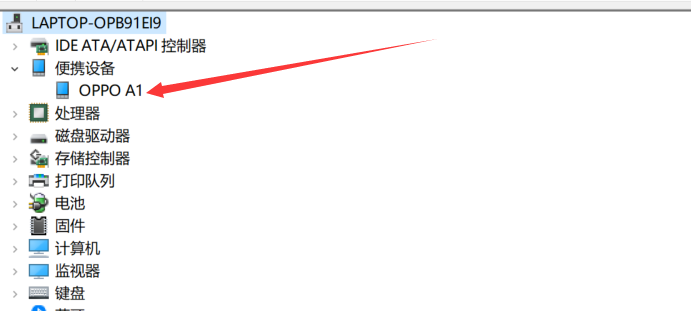 LAPTOP-OPB91EI9
IDE ATA/ATAPI 控制器
便携设备
OPPO A1
处理器
磁盘驱动器
存储控制器
打印队列
电池
固件
计算机
监视器
键盘